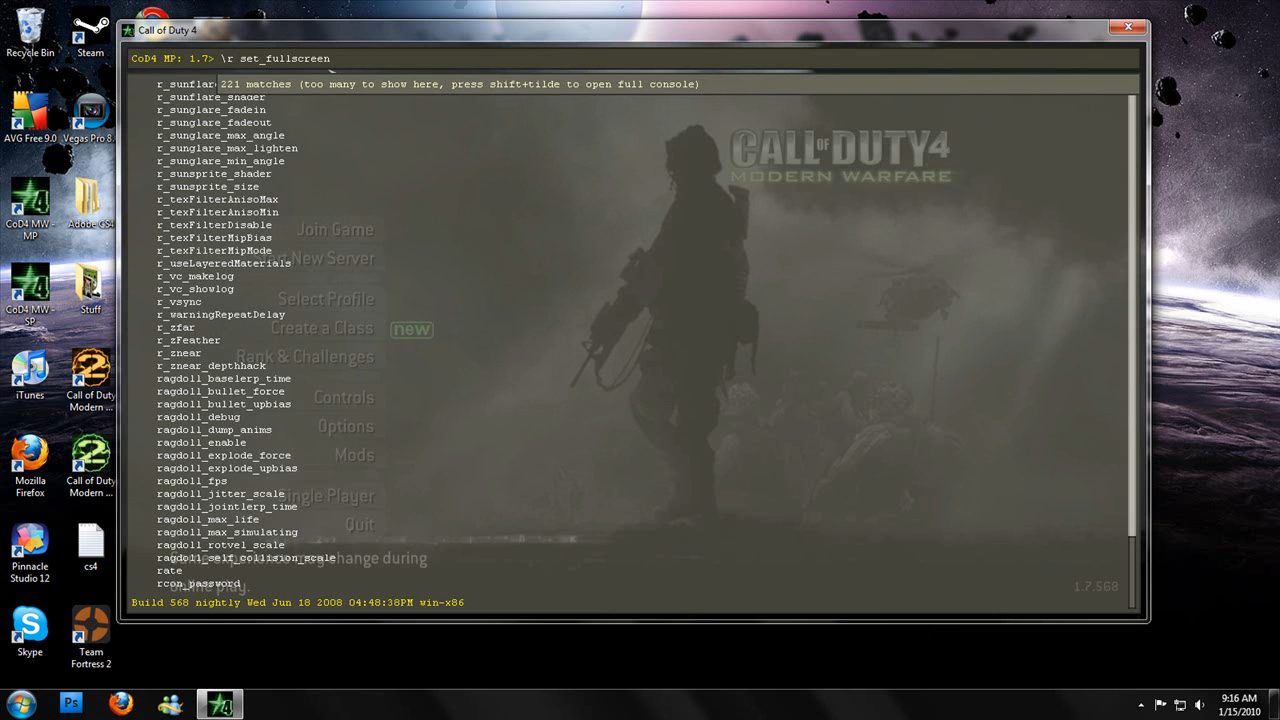 Recycle Bin
Steam
AVG Free 9.0
Vegas Pro 8.
CoD4 MW - MP
Adobe CS4
CoD4 MW - SP
Stuff
iTunes
Call of Duty Modern ...
Mozilla Firefox
Call of Duty Modern ...
Pinnacle Studio 12
cs4
Skype
Team Fortress 2
Call of Duty 4
CoD4 MP: 1.7> \r set_fullscreen
221 matches (too many to show here, press shift+tilde to open full console)
r_sunflare_shader
r_sunglare_fadein
r_sunglare_fadeout
r_sunglare_max_angle
r_sunglare_max_lighten
r_sunglare_min_angle
r_sunsprite_shader
r_sunsprite_size
r_texFilterAnisoMax
r_texFilterAnisoMin
r_texFilterDisable
r_texFilterMipBias
r_texFilterMipMode
r_useLayeredMaterials
r_vc_makelog
r_vc_showlog
r_vsync
r_warningRepeatDelay
r_zfar
r_zFeather
r_znear
r_znear_depthhack
ragdoll_baselerp_time
ragdoll_bullet_force
ragdoll_bullet_upbias
ragdoll_debug
ragdoll_dump_anims
ragdoll_enable
ragdoll_explode_force
ragdoll_explode_upbias
ragdoll_fps
ragdoll_jitter_scale
ragdoll_jointlerp_time
ragdoll_max_life
ragdoll_max_simulating
ragdoll_rotvel_scale
ragdoll_self_collision_scale
rate
rcon_password
Build 568 nightly Wed Jun 18 2008 04:48:38PM win-x86
CALL OF DUTY 4
MODERN WARFARE
Join Game
New Server
Select Profile
Create a Class
new
Rank & Challenges
Controls
Options
Mods
Single Player
Quit
change during
online play.
1.7.568
Ps
9:16 AM
1/15/2010